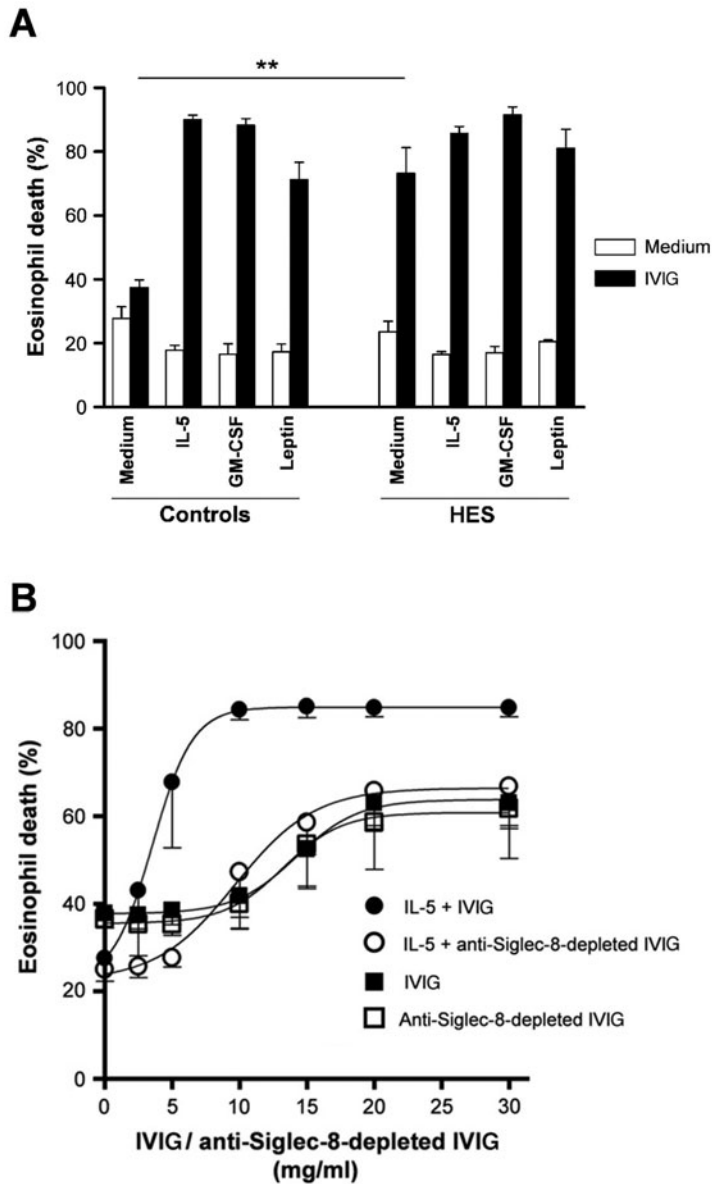 A
**
100
80
60
40
20
0
Eosinophil death (%)
Medium
IVIG
Medium
IL-5
GM-CSF
Leptin
Medium
IL-5
GM-CSF
Leptin
Controls
HES
B
100
80
60
40
20
0
Eosinophil death (%)
IL-5 + IVIG
IL-5 + anti-Siglec-8-depleted IVIG
IVIG
Anti-Siglec-8-depleted IVIG
0 5 10 15 20 25 30
IVIG / anti-Siglec-8-depleted IVIG
(mg/ml)